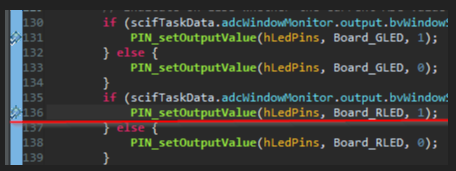 130 if (scifTaskData.adcWindowMonitor.output.bvWindow
131 PIN_setOutputValue(hLedPins, Board_GLED, 1);
132 } else {
133 PIN_setOutputValue(hLedPins, Board_GLED, 0);
134 }
135 if (scifTaskData.adcWindowMonitor.output.bvWindow
136 PIN_setOutputValue(hLedPins, Board_RLED, 1);
137 } else {
138 PIN_setOutputValue(hLedPins, Board_RLED, 0);
139 }